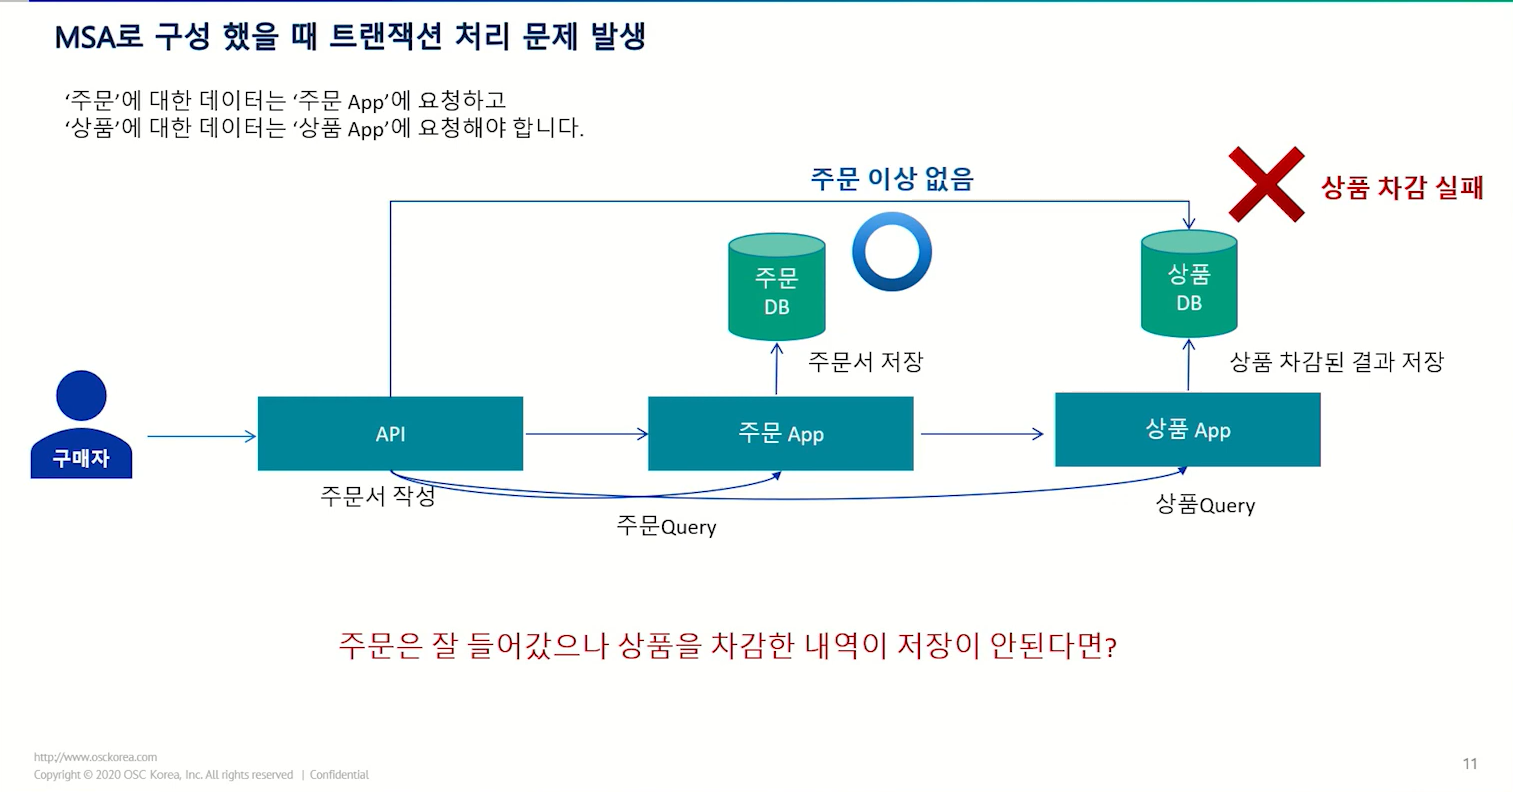 MSA로 구성 했을 때 트랜잭션 처리 문제 발생
‘주문’에 대한 데이터는 ‘주문 App’에 요청하고
‘상품’에 대한 데이터는 ‘상품 App’에 요청해야 합니다.
주문 이상 없음
상품 차감 실패
주문
DB
상품
DB
주문서 저장
상품 차감된 결과 저장
구매자
API
주문 App
상품 App
주문서 작성
주문Query
상품Query
주문은 잘 들어갔으나 상품을 차감한 내역이 저장이 안된다면?
http://www.osckorea.com
Copyright © 2020 OSC Korea, Inc. All rights reserved | Confidential
11